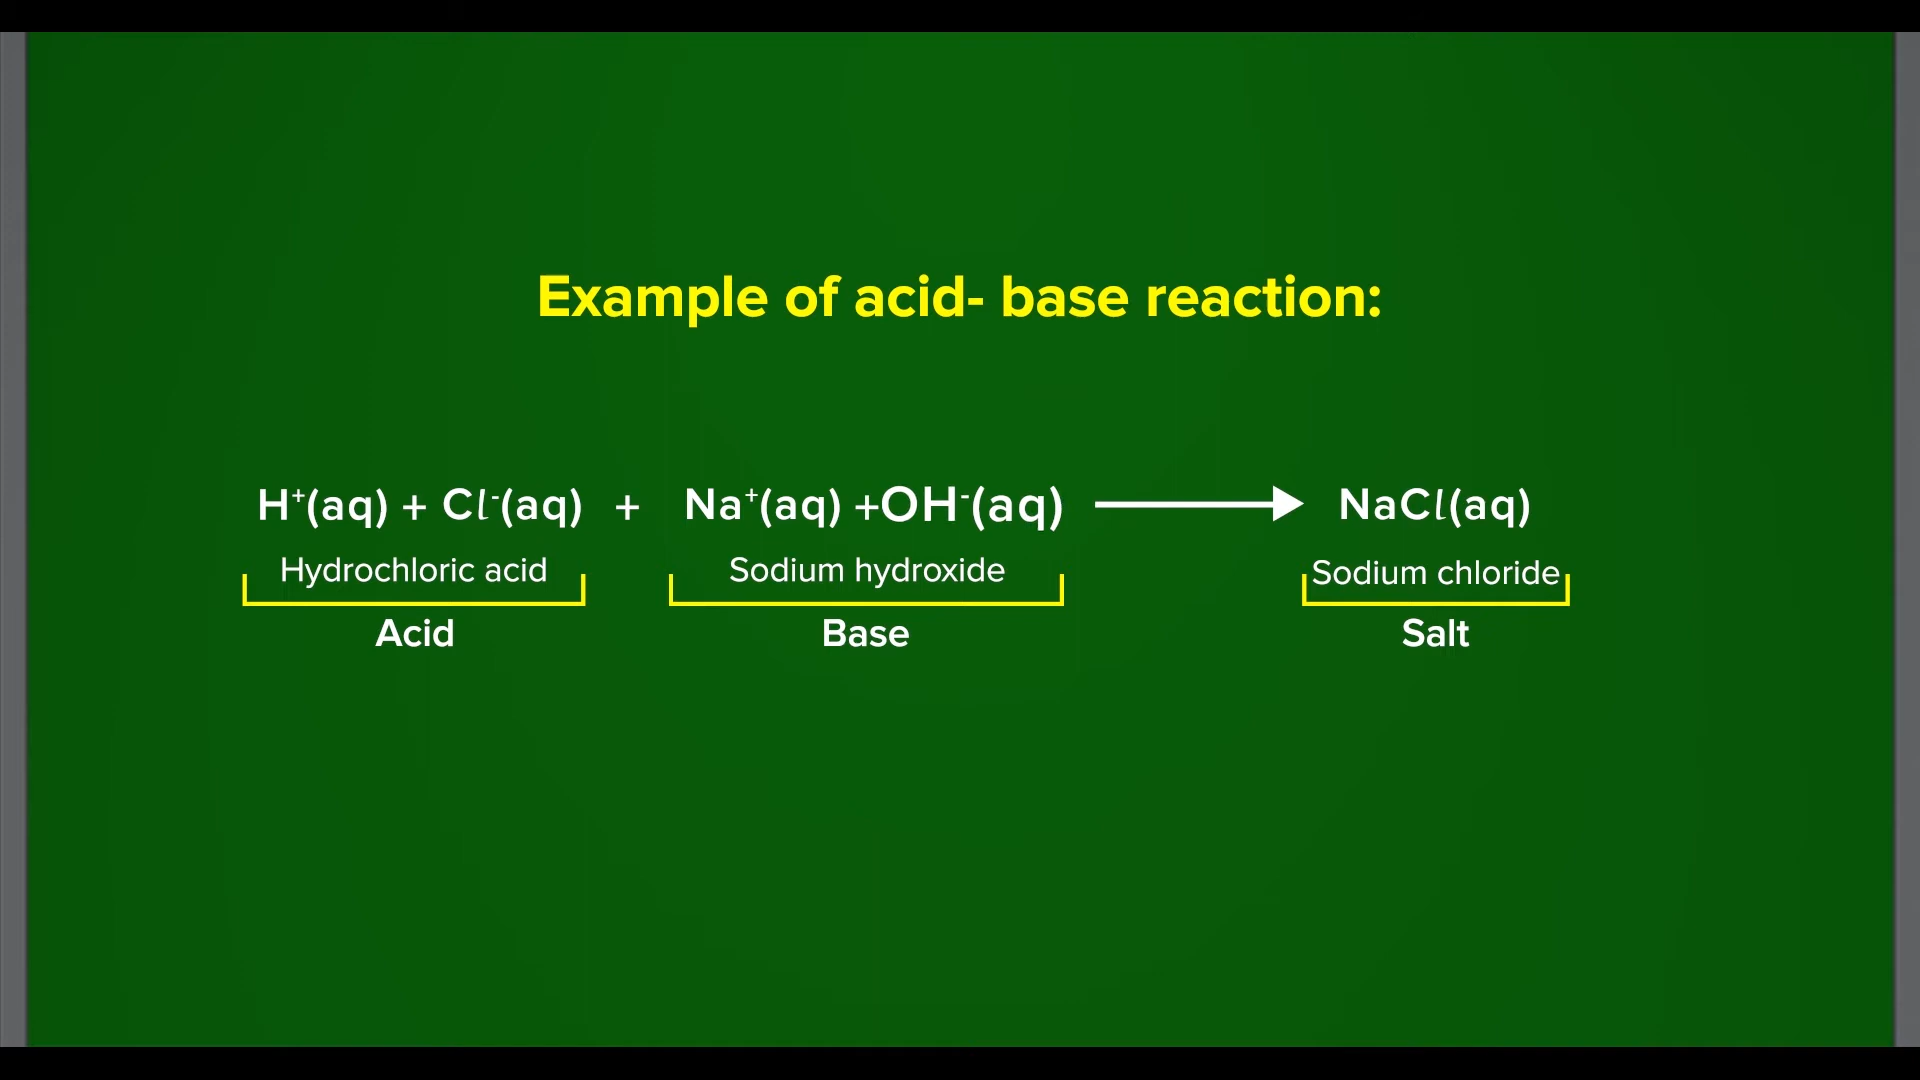 Example of acid- base reaction:
H⁺(aq) + Cl⁻(aq) + Na⁺(aq) +OH⁻(aq) ⟶ NaCl(aq)
Hydrochloric acid Sodium hydroxide Sodium chloride
Acid Base Salt